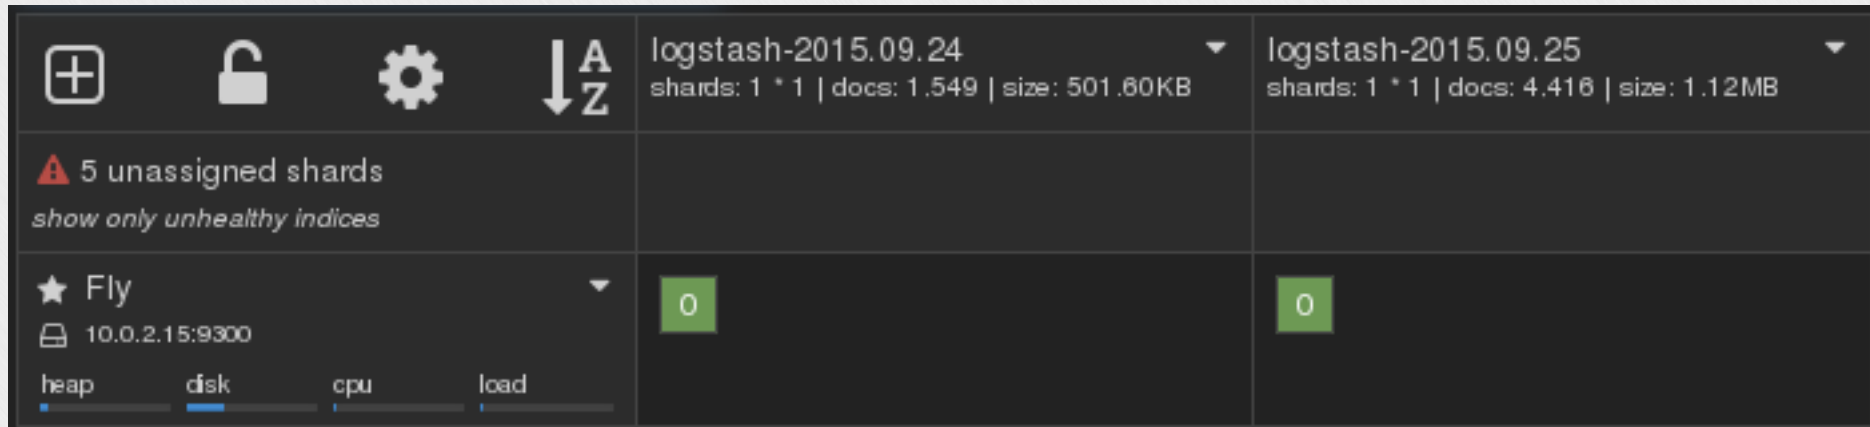 A
Z
logstash-2015.09.24
shards: 1 * 1 | docs: 1.549 | size: 501.60KB
logstash-2015.09.25
shards: 1 * 1 | docs: 4.416 | size: 1.12MB
5 unassigned shards
show only unhealthy indices
Fly
10.0.2.15:9300
heap disk cpu load
0
0